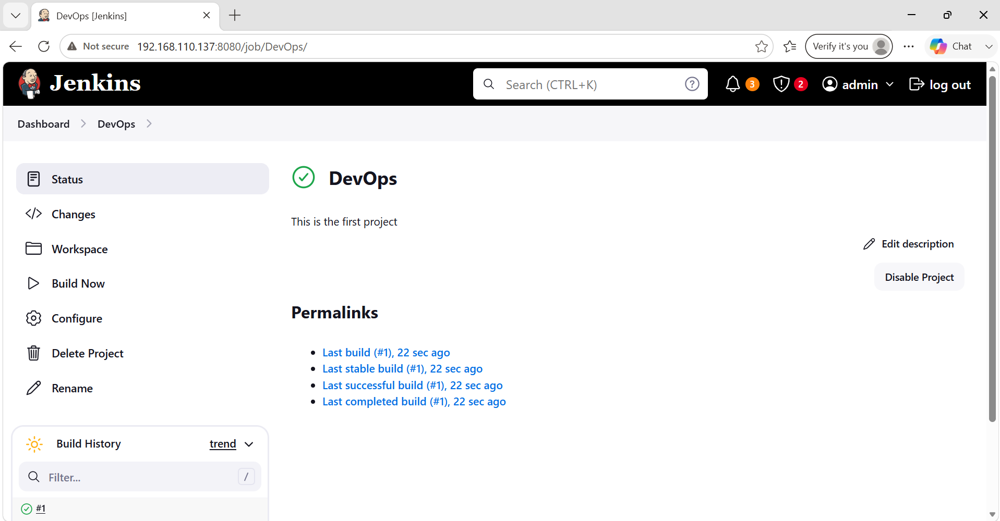 DevOps [Jenkins]
Not secure 192.168.110.137:8080/job/DevOps/
Verify it's you
Chat
Jenkins
Search (CTRL+K)
3
2
admin
log out
Dashboard
DevOps
Status
Changes
Workspace
Build Now
Configure
Delete Project
Rename
Build History
trend
Filter...
/
#1
DevOps
This is the first project
Edit description
Disable Project
Permalinks
Last build (#1), 22 sec ago
Last stable build (#1), 22 sec ago
Last successful build (#1), 22 sec ago
Last completed build (#1), 22 sec ago